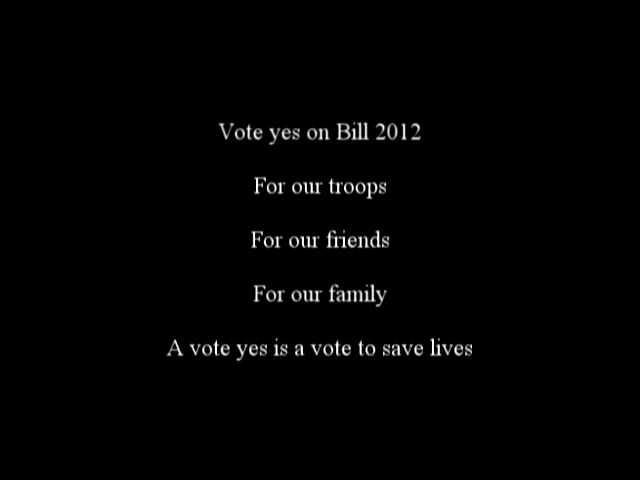 Vote yes on Bill 2012
For our troops
For our friends
For our family
A vote yes is a vote to save lives